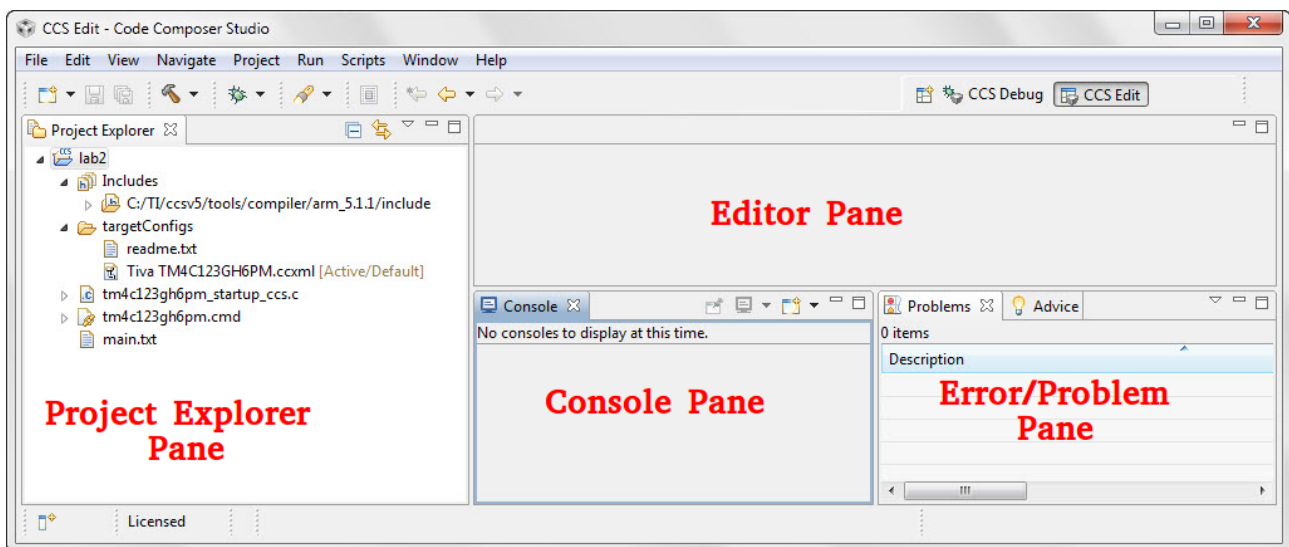 CCS Edit - Code Composer Studio
File Edit View Navigate Project Run Scripts Window Help
CCS Debug CCS Edit
Project Explorer
lab2
Includes
C:/TI/ccsv5/tools/compiler/arm_5.1.1/include
targetConfigs
readme.txt
Tiva TM4C123GH6PM.ccxml [Active/Default]
tm4c123gh6pm_startup_ccs.c
tm4c123gh6pm.cmd
main.txt
Project Explorer
Pane
Editor Pane
Console
No consoles to display at this time.
Console Pane
Problems Advice
0 items
Description
Error/Problem
Pane
Licensed